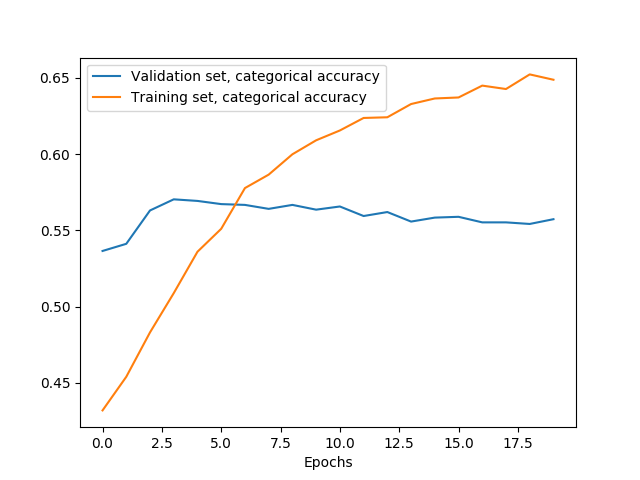 Validation set, categorical accuracy
Training set, categorical accuracy
0.65
0.60
0.55
0.50
0.45
0.0 2.5 5.0 7.5 10.0 12.5 15.0 17.5
Epochs